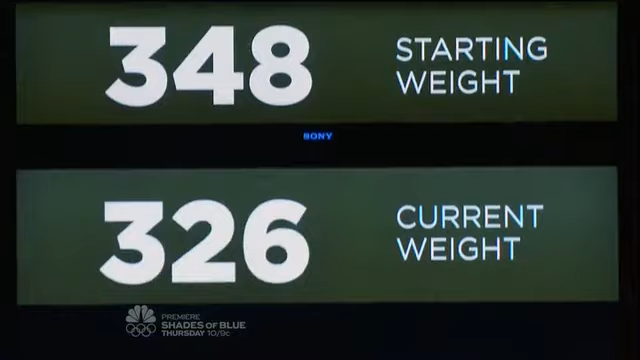 348
STARTING
WEIGHT
SONY
326
CURRENT
WEIGHT
PREMIERE
SHADES OF BLUE
THURSDAY 10/9c